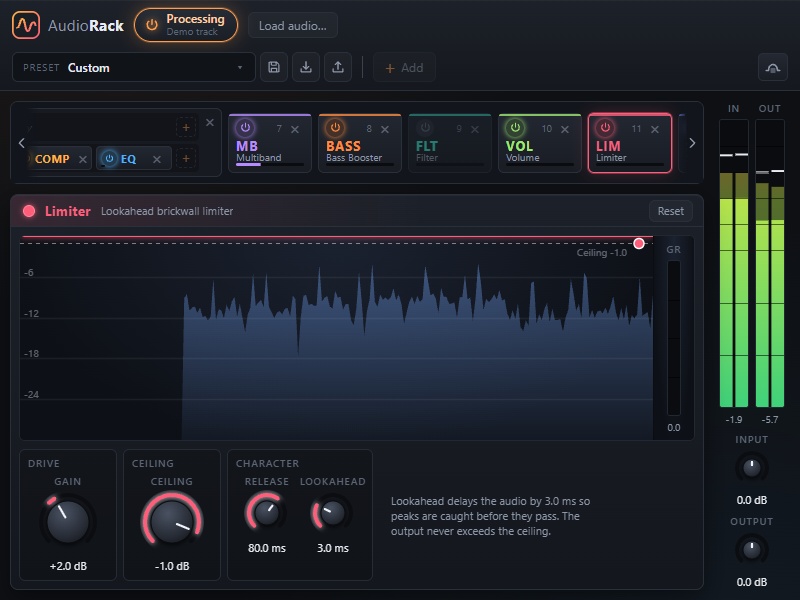 AudioRack
Processing
Demo track
Load audio...
PRESET Custom
+ Add
IN OUT
7
8
9
10
11
COMP
EQ
MB
Multiband
BASS
Bass Booster
FLT
Filter
VOL
Volume
LIM
Limiter
Limiter Lookahead brickwall limiter
Reset
Ceiling -1.0
GR
-6
-12
-18
-24
0.0
-1.9 -5.7
INPUT
0.0 dB
OUTPUT
0.0 dB
DRIVE
GAIN
+2.0 dB
CEILING
CEILING
-1.0 dB
CHARACTER
RELEASE LOOKAHEAD
80.0 ms 3.0 ms
Lookahead delays the audio by 3.0 ms so
peaks are caught before they pass. The
output never exceeds the ceiling.